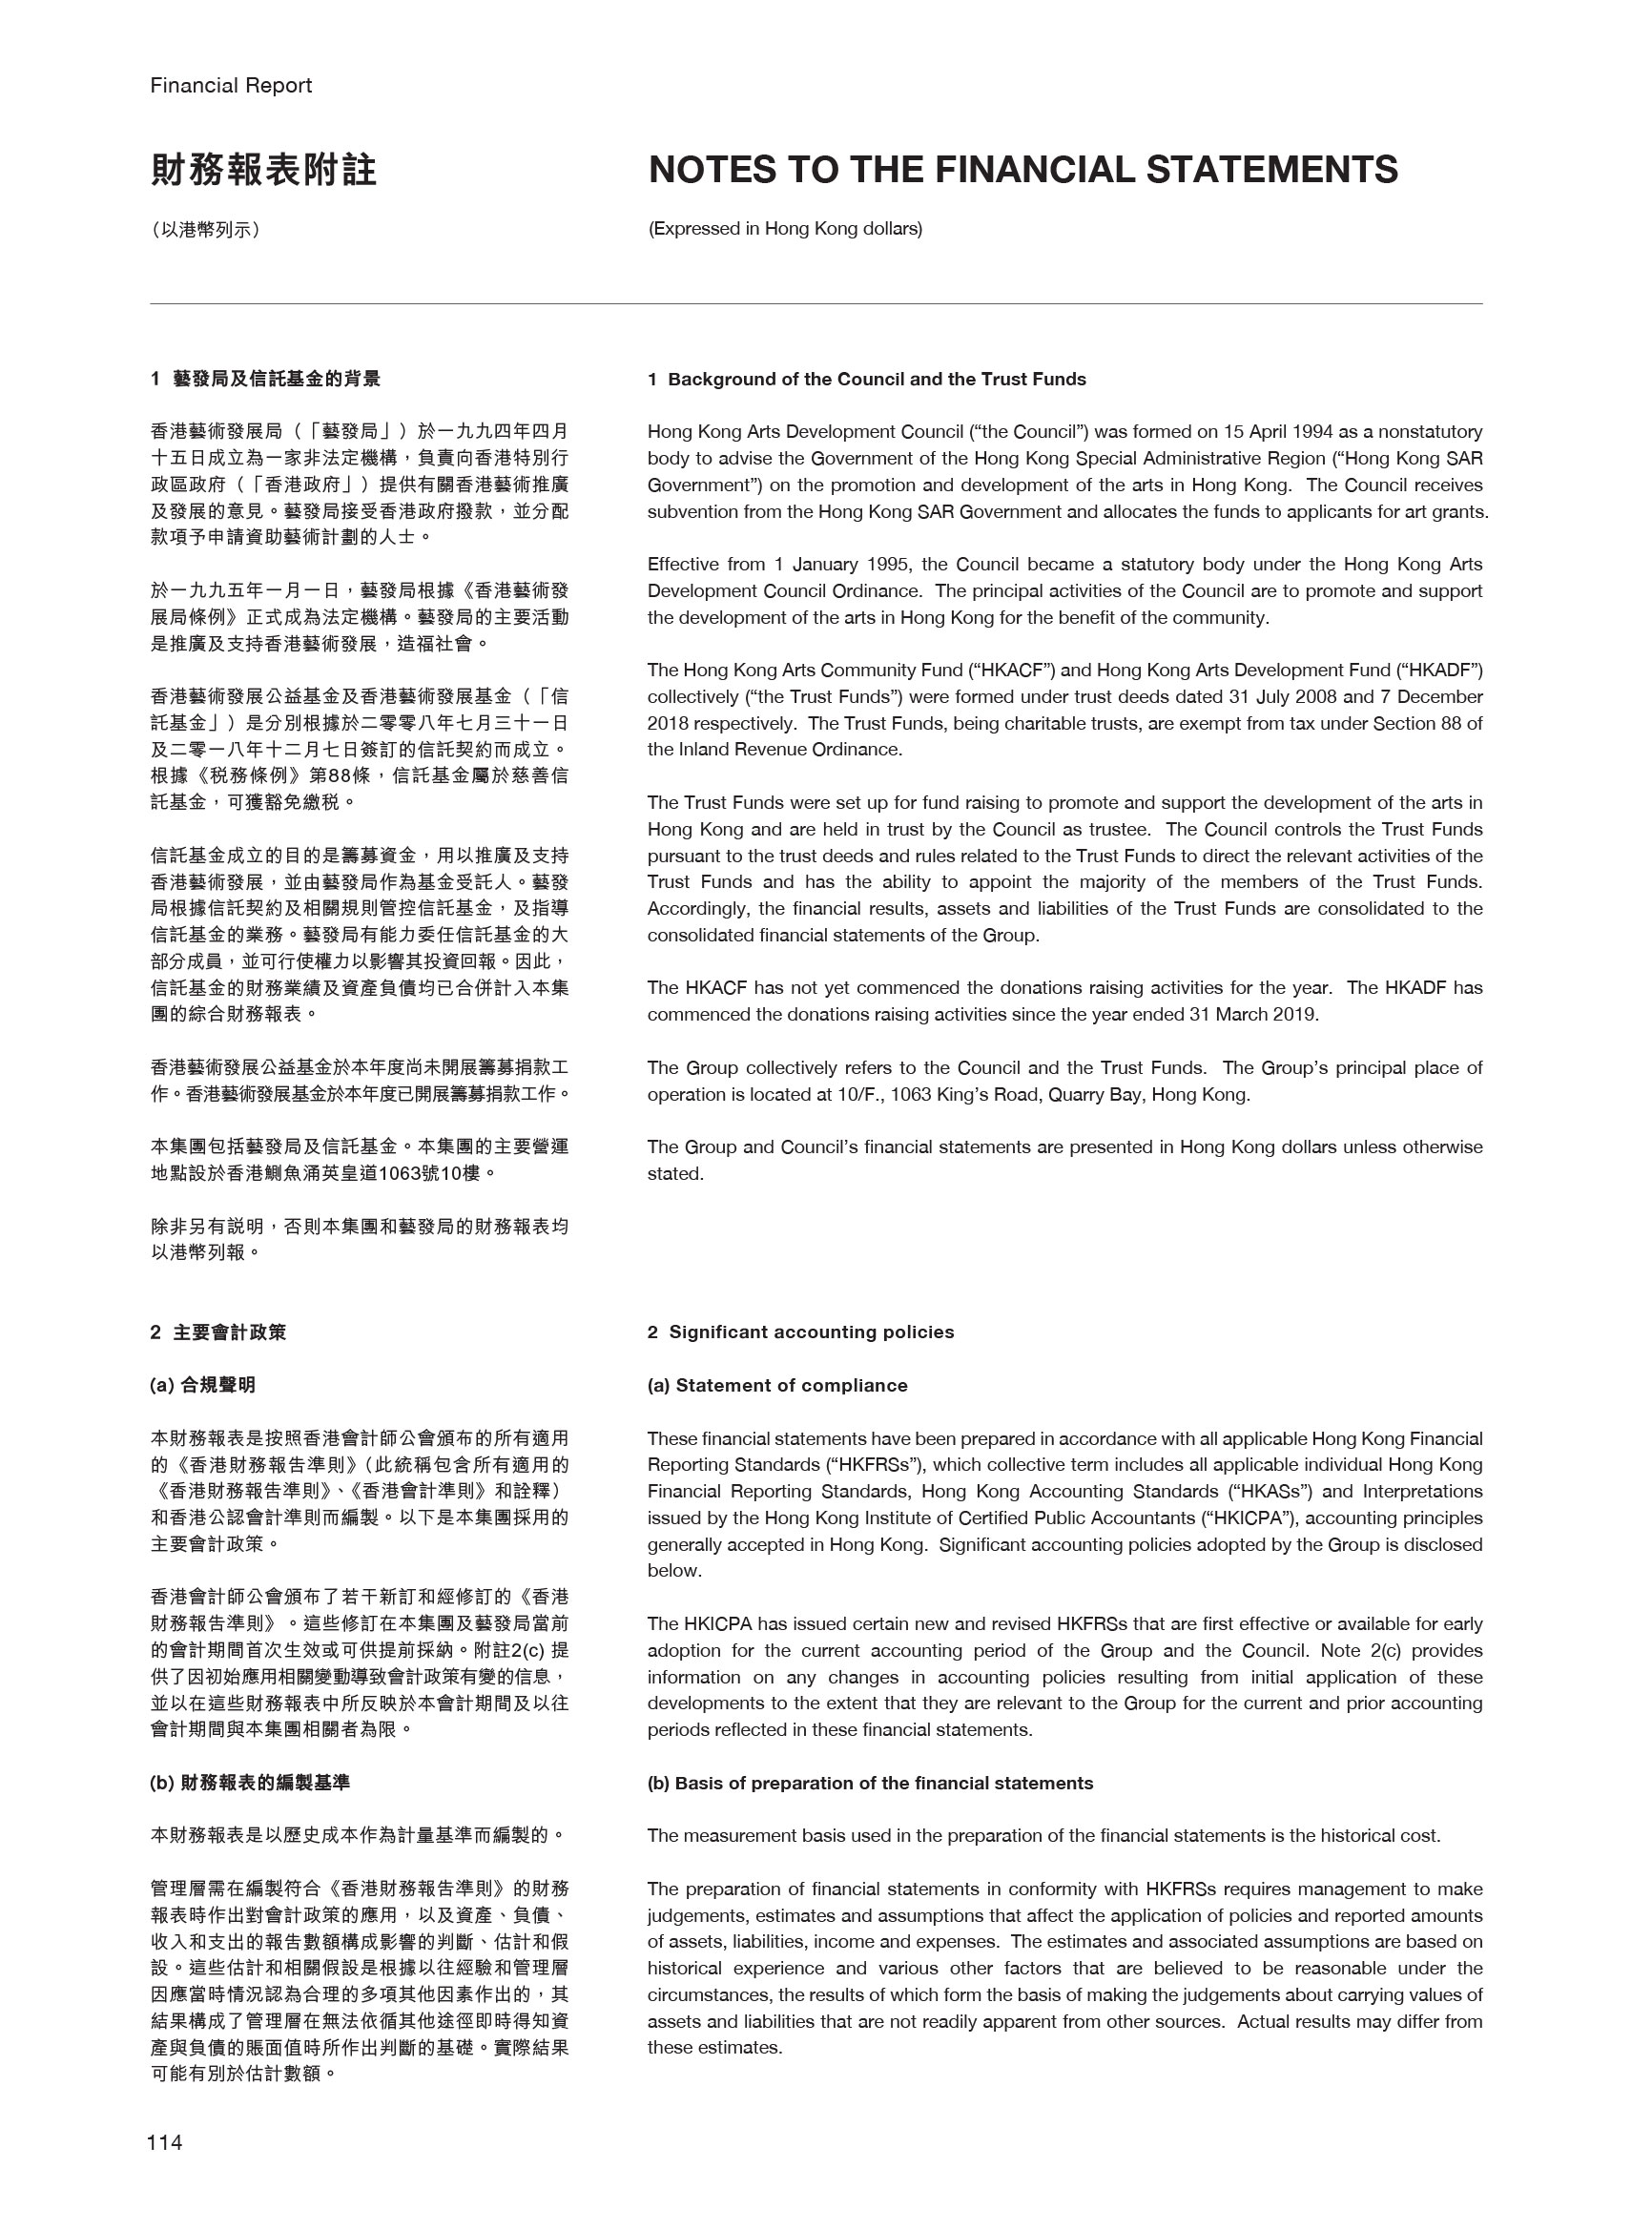 Financial Report
財務報表附註
（以港幣列示）
NOTES TO THE FINANCIAL STATEMENTS
(Expressed in Hong Kong dollars)
1 藝發局及信託基金的背景
香港藝術發展局（「藝發局」）於一九九四年四月
十五日成立為一家非法定機構，負責向香港特別行
政區政府（「香港政府」）提供有關香港藝術推廣
及發展的意見。藝發局接受香港政府撥款，並分配
款項予申請資助藝術計劃的人士。
於一九九五年一月一日，藝發局根據《香港藝術發
展局條例》正式成為法定機構。藝發局的主要活動
是推廣及支持香港藝術發展，造福社會。
香港藝術發展公益基金及香港藝術發展基金（「信
託基金」）是分別根據於二零零八年七月三十一日
及二零一八年十二月七日簽訂的信託契約而成立。
根據《税務條例》第88條，信託基金屬於慈善信
託基金，可獲豁免繳税。
信託基金成立的目的是籌募資金，用以推廣及支持
香港藝術發展，並由藝發局作為基金受託人。藝發
局根據信託契約及相關規則管控信託基金，及指導
信託基金的業務。藝發局有能力委任信託基金的大
部分成員，並可行使權力以影響其投資回報。因此，
信託基金的財務業績及資產負債均已合併計入本集
團的綜合財務報表。
香港藝術發展公益基金於本年度尚未開展籌募捐款工
作。香港藝術發展基金於本年度已開展籌募捐款工作。
本集團包括藝發局及信託基金。本集團的主要營運
地點設於香港鰂魚涌英皇道1063號10樓。
除非另有説明，否則本集團和藝發局的財務報表均
以港幣列報。
1 Background of the Council and the Trust Funds
Hong Kong Arts Development Council (“the Council”) was formed on 15 April 1994 as a nonstatutory
body to advise the Government of the Hong Kong Special Administrative Region (“Hong Kong SAR
Government”) on the promotion and development of the arts in Hong Kong. The Council receives
subvention from the Hong Kong SAR Government and allocates the funds to applicants for art grants.
Effective from 1 January 1995, the Council became a statutory body under the Hong Kong Arts
Development Council Ordinance. The principal activities of the Council are to promote and support
the development of the arts in Hong Kong for the benefit of the community.
The Hong Kong Arts Community Fund (“HKACF”) and Hong Kong Arts Development Fund (“HKADF”)
collectively (“the Trust Funds”) were formed under trust deeds dated 31 July 2008 and 7 December
2018 respectively. The Trust Funds, being charitable trusts, are exempt from tax under Section 88 of
the Inland Revenue Ordinance.
The Trust Funds were set up for fund raising to promote and support the development of the arts in
Hong Kong and are held in trust by the Council as trustee. The Council controls the Trust Funds
pursuant to the trust deeds and rules related to the Trust Funds to direct the relevant activities of the
Trust Funds and has the ability to appoint the majority of the members of the Trust Funds.
Accordingly, the financial results, assets and liabilities of the Trust Funds are consolidated to the
consolidated financial statements of the Group.
The HKACF has not yet commenced the donations raising activities for the year. The HKADF has
commenced the donations raising activities since the year ended 31 March 2019.
The Group collectively refers to the Council and the Trust Funds. The Group’s principal place of
operation is located at 10/F., 1063 King’s Road, Quarry Bay, Hong Kong.
The Group and Council’s financial statements are presented in Hong Kong dollars unless otherwise
stated.
2 主要會計政策
(a) 合規聲明
本財務報表是按照香港會計師公會頒布的所有適用
的《香港財務報告準則》（此統稱包含所有適用的
《香港財務報告準則》、《香港會計準則》和詮釋）
和香港公認會計準則而編製。以下是本集團採用的
主要會計政策。
香港會計師公會頒布了若干新訂和經修訂的《香港
財務報告準則》。這些修訂在本集團及藝發局當前
的會計期間首次生效或可供提前採納。附註2(c) 提
供了因初始應用相關變動導致會計政策有變的信息，
並以在這些財務報表中所反映於本會計期間及以往
會計期間與本集團相關者為限。
(b) 財務報表的編製基準
本財務報表是以歷史成本作為計量基準而編製的。
管理層需在編製符合《香港財務報告準則》的財務
報表時作出對會計政策的應用，以及資產、負債、
收入和支出的報告數額構成影響的判斷、估計和假
設。這些估計和相關假設是根據以往經驗和管理層
因應當時情況認為合理的多項其他因素作出的，其
結果構成了管理層在無法依循其他途徑即時得知資
產與負債的賬面值時所作出判斷的基礎。實際結果
可能有別於估計數額。
2 Significant accounting policies
(a) Statement of compliance
These financial statements have been prepared in accordance with all applicable Hong Kong Financial
Reporting Standards (“HKFRSs”), which collective term includes all applicable individual Hong Kong
Financial Reporting Standards, Hong Kong Accounting Standards (“HKASs”) and Interpretations
issued by the Hong Kong Institute of Certified Public Accountants (“HKICPA”), accounting principles
generally accepted in Hong Kong. Significant accounting policies adopted by the Group is disclosed
below.
The HKICPA has issued certain new and revised HKFRSs that are first effective or available for early
adoption for the current accounting period of the Group and the Council. Note 2(c) provides
information on any changes in accounting policies resulting from initial application of these
developments to the extent that they are relevant to the Group for the current and prior accounting
periods reflected in these financial statements.
(b) Basis of preparation of the financial statements
The measurement basis used in the preparation of the financial statements is the historical cost.
The preparation of financial statements in conformity with HKFRSs requires management to make
judgements, estimates and assumptions that affect the application of policies and reported amounts
of assets, liabilities, income and expenses. The estimates and associated assumptions are based on
historical experience and various other factors that are believed to be reasonable under the
circumstances, the results of which form the basis of making the judgements about carrying values of
assets and liabilities that are not readily apparent from other sources. Actual results may differ from
these estimates.
114